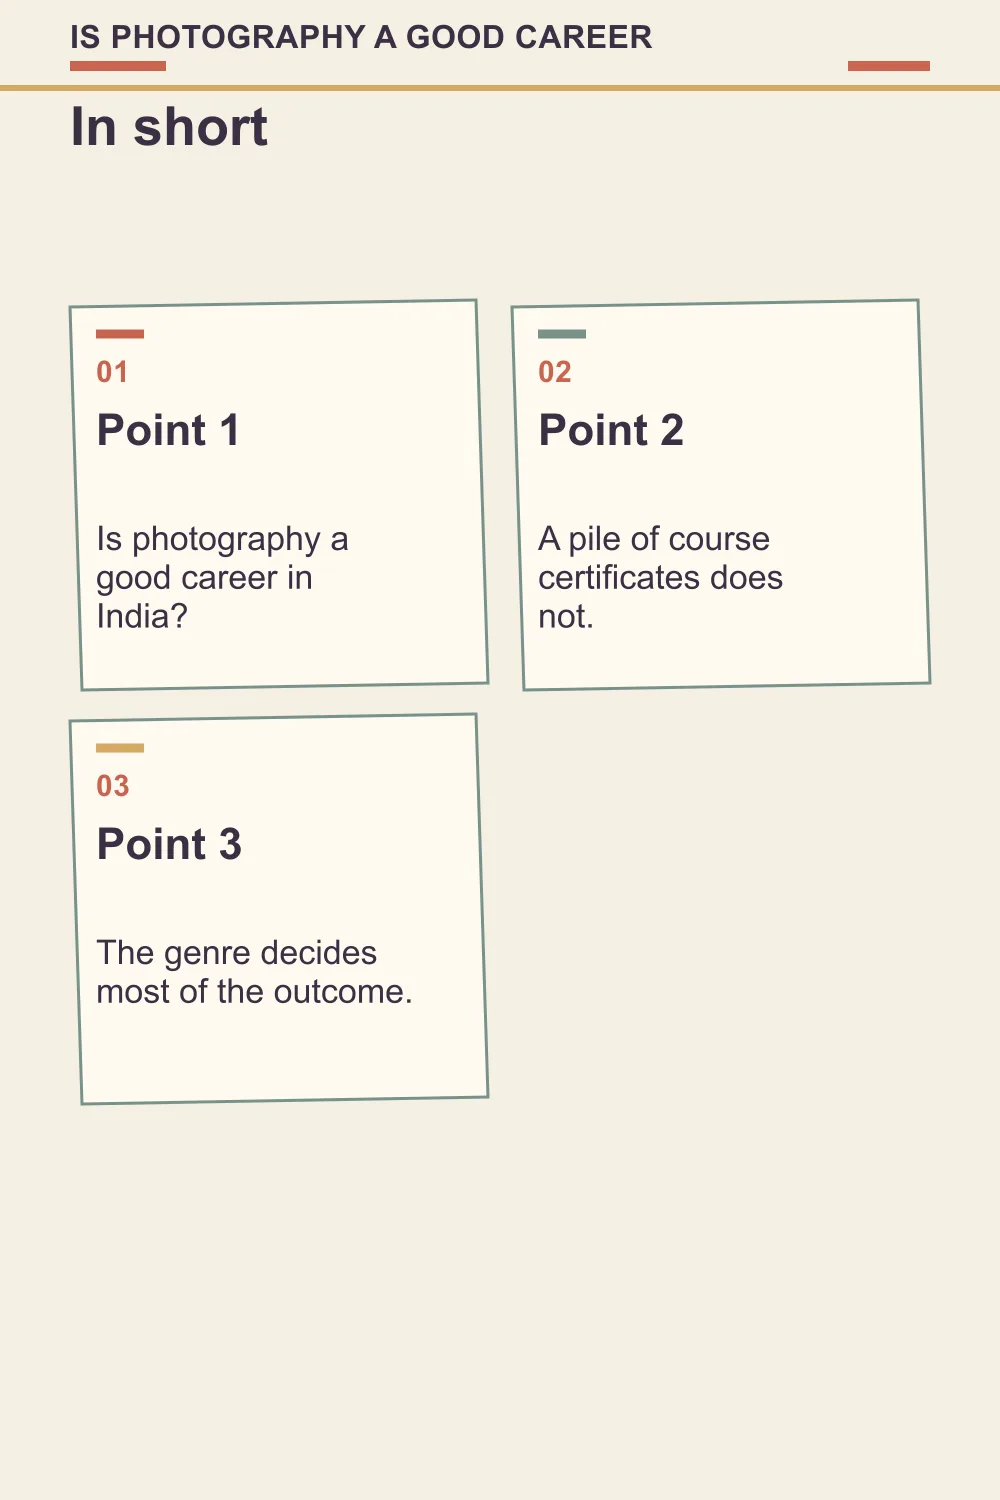 IS PHOTOGRAPHY A GOOD CAREER
In short
01
Point 1
Is photography a
good career in
India?
02
Point 2
A pile of course
certificates does
not.
03
Point 3
The genre decides
most of the outcome.